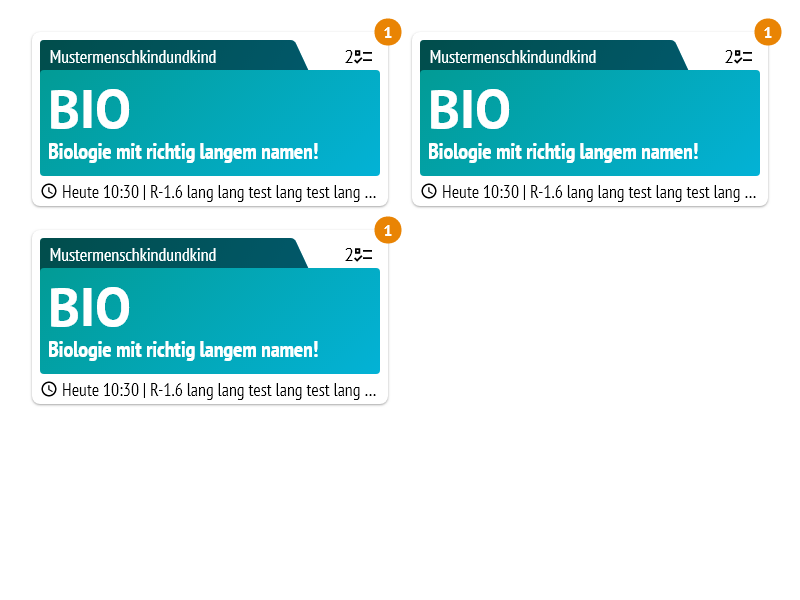 1
Mustermenschkindundkind 2
BIO
Biologie mit richtig langem namen!
Heute 10:30 | R-1.6 lang lang test lang test lang ...
1
Mustermenschkindundkind 2
BIO
Biologie mit richtig langem namen!
Heute 10:30 | R-1.6 lang lang test lang test lang ...
1
Mustermenschkindundkind 2
BIO
Biologie mit richtig langem namen!
Heute 10:30 | R-1.6 lang lang test lang test lang ...